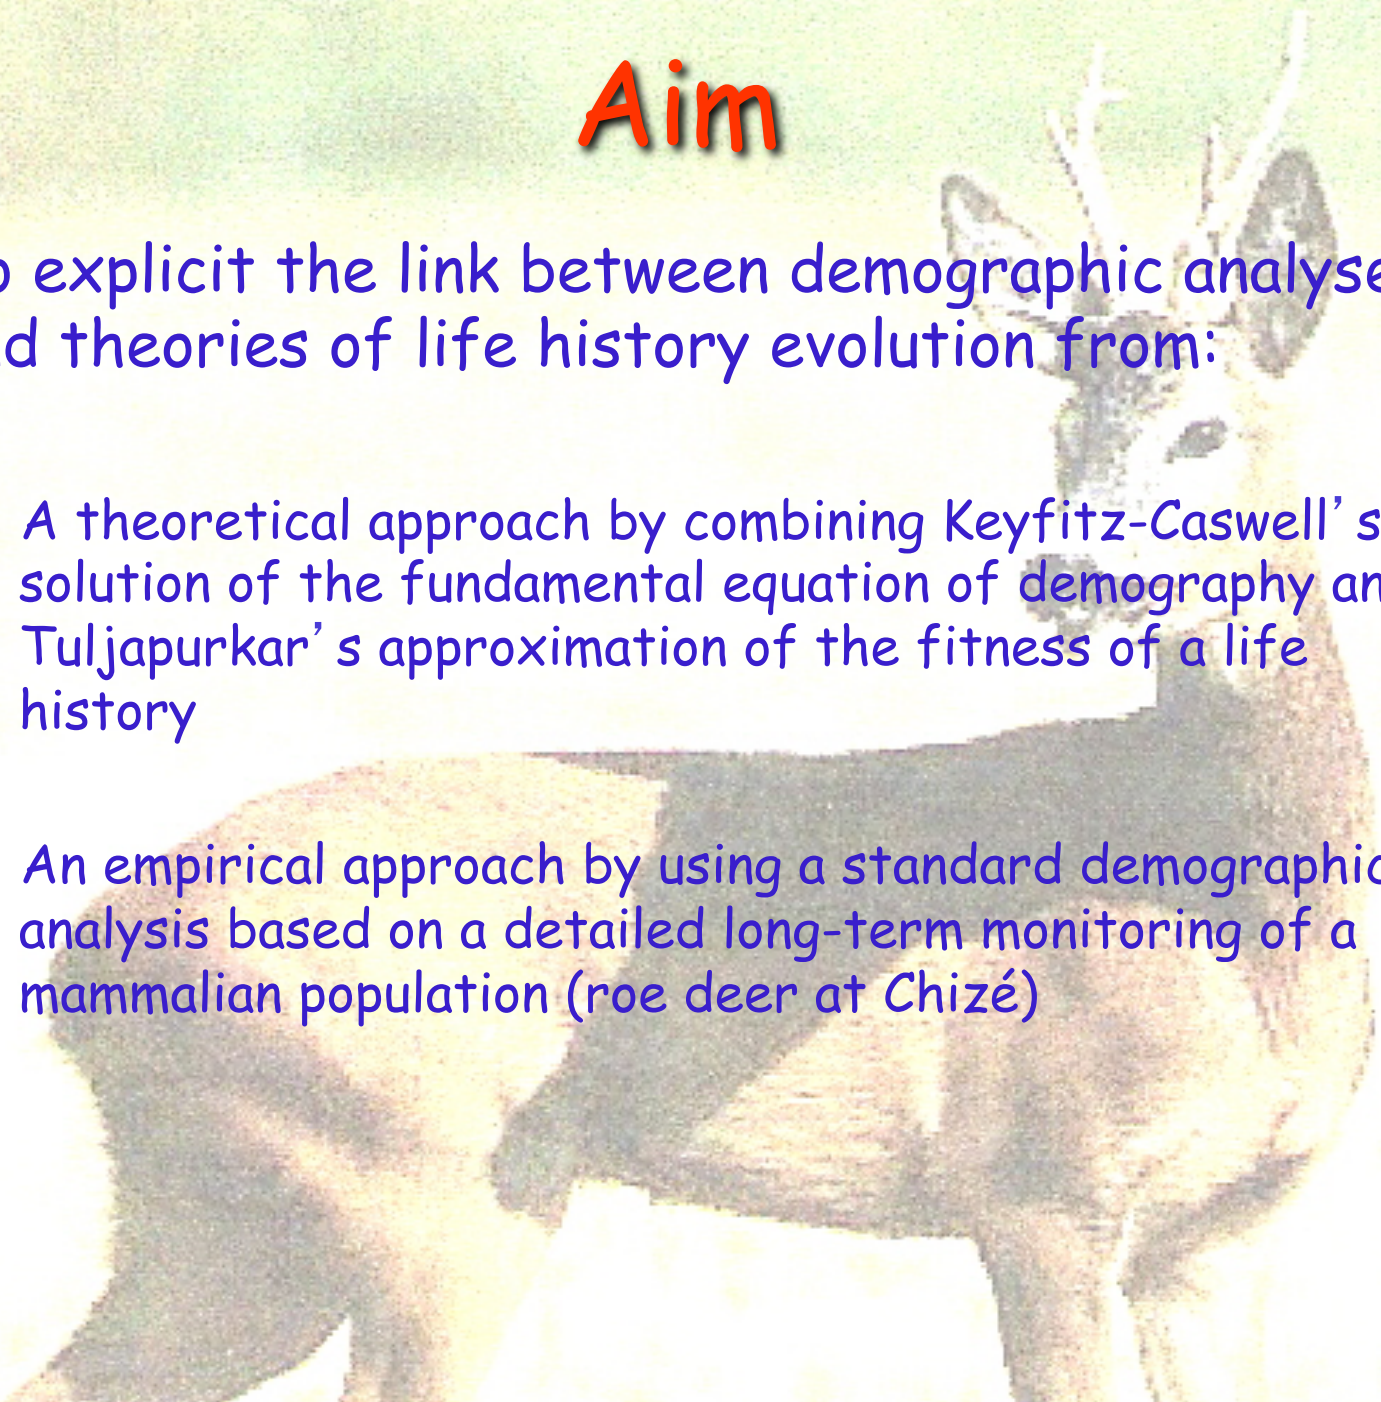 Aim
o explicit the link between demographic analyse
d theories of life history evolution from:
A theoretical approach by combining Keyfitz-Caswell’s
solution of the fundamental equation of demography an
Tuljapurkar’s approximation of the fitness of a life
history
An empirical approach by using a standard demographic
analysis based on a detailed long-term monitoring of a
mammalian population (roe deer at Chizé)